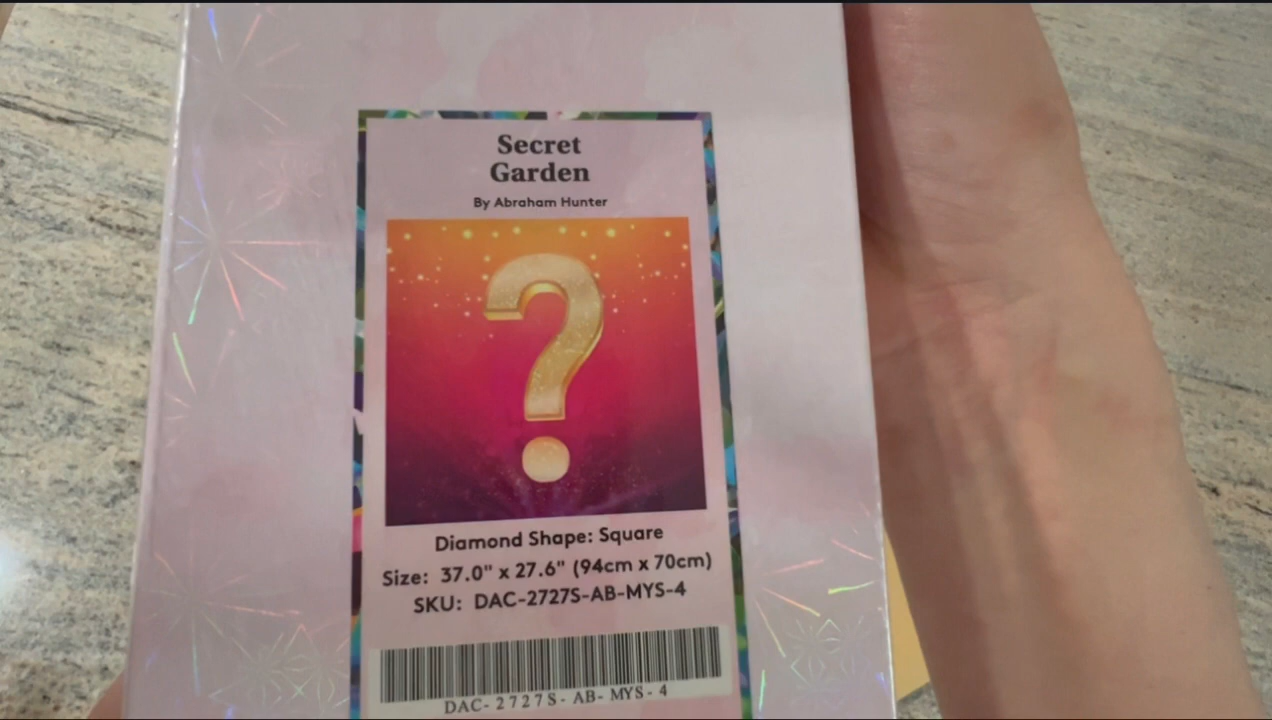 Secret
Garden
By Abraham Hunter
?
Diamond Shape: Square
Size: 37.0" x 27.6" (94cm x 70cm)
SKU: DAC-2727S-AB-MYS-4
DAC-2727S-AB-MYS-4